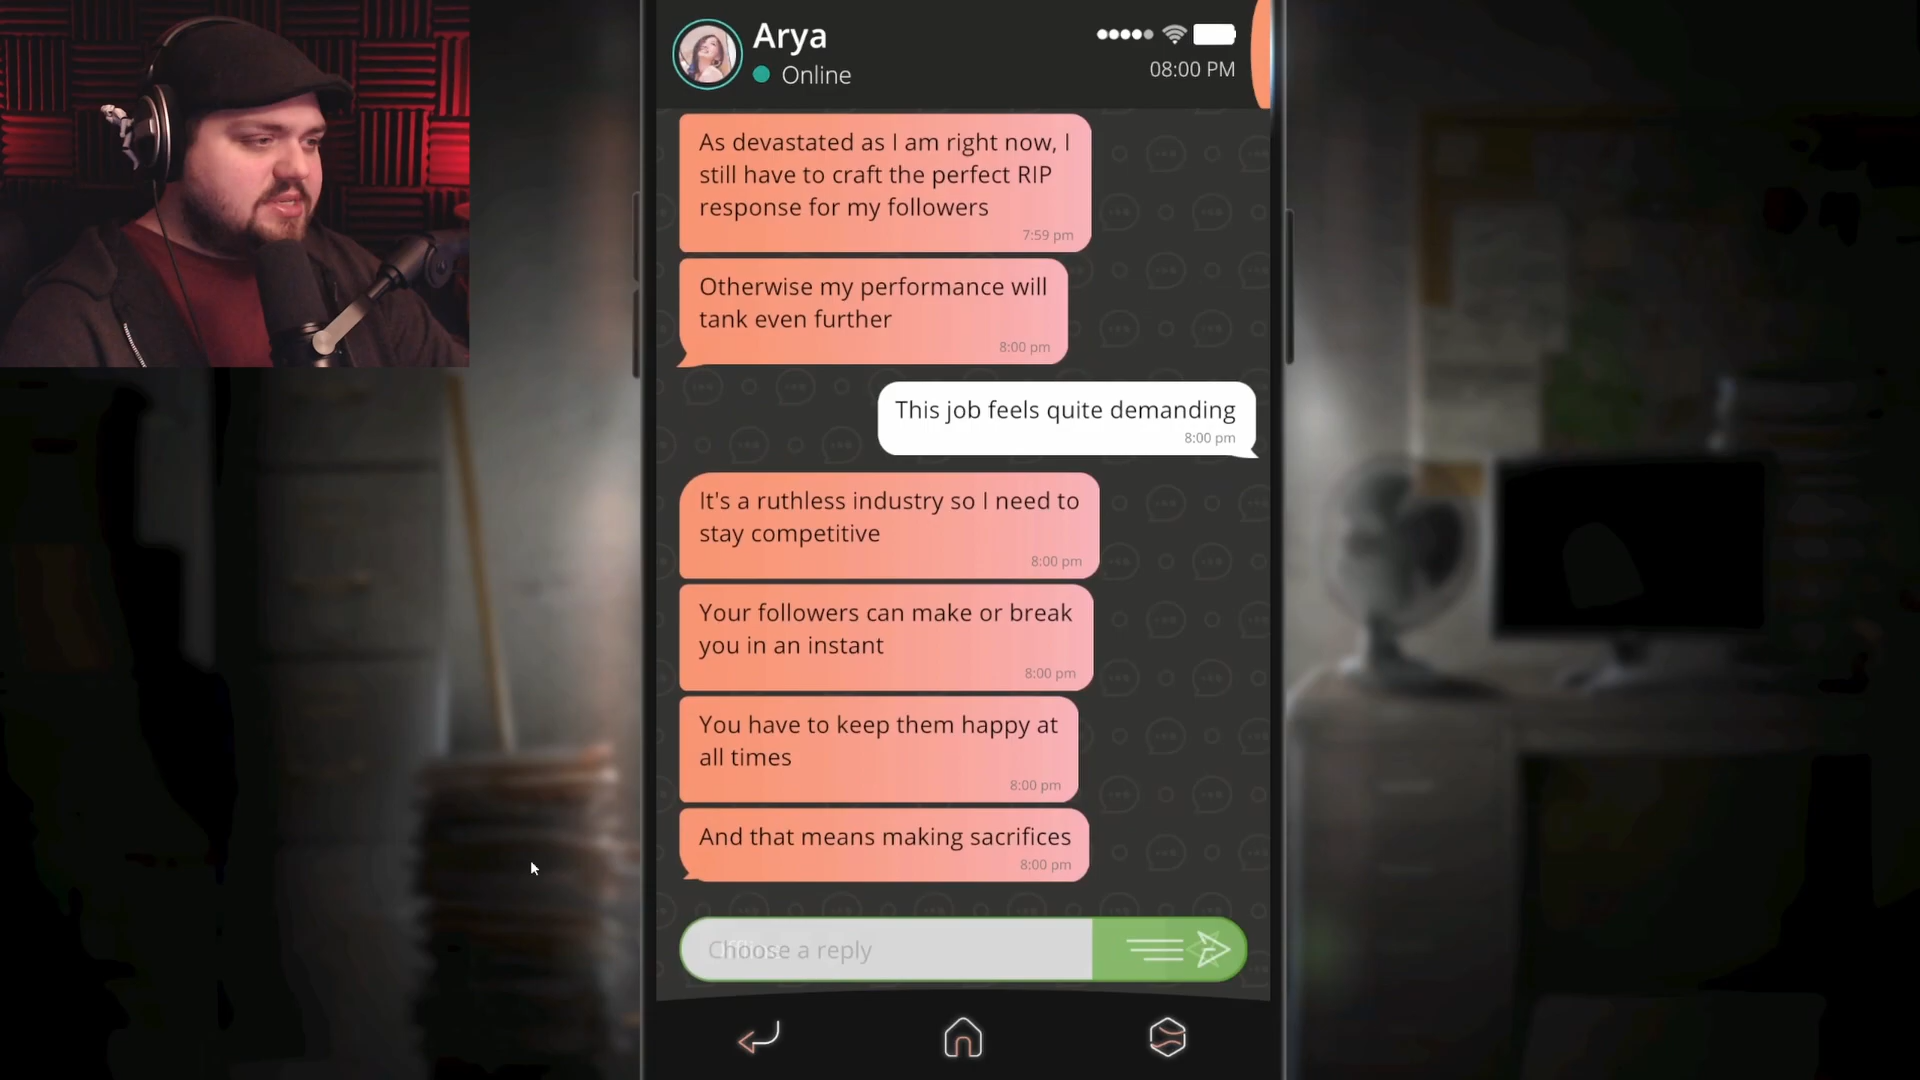 Arya
Online
08:00 PM
As devastated as I am right now, I
still have to craft the perfect RIP
response for my followers
7:59 pm
Otherwise my performance will
tank even further
8:00 pm
This job feels quite demanding
8:00 pm
It's a ruthless industry so I need to
stay competitive
8:00 pm
Your followers can make or break
you in an instant
8:00 pm
You have to keep them happy at
all times
8:00 pm
And that means making sacrifices
8:00 pm
Choose a reply